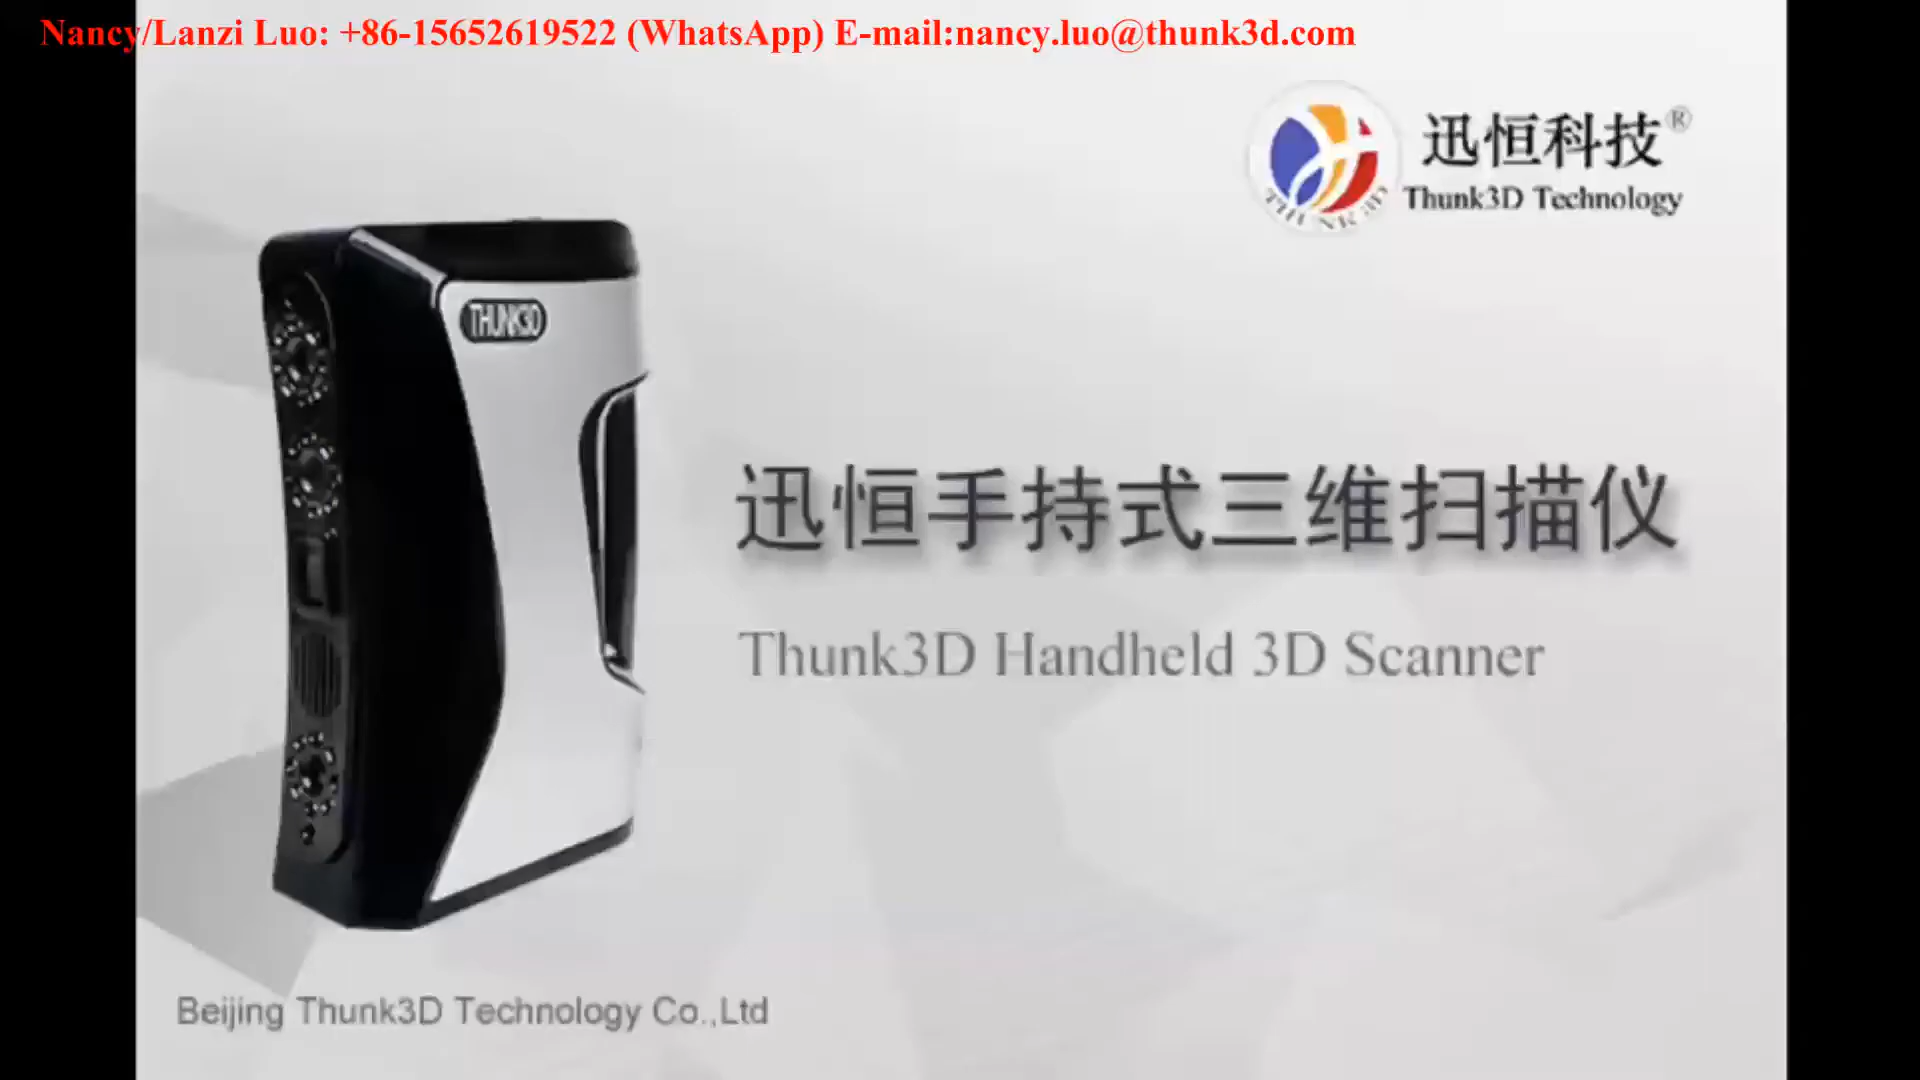 Nancy/Lanzi Luo: +86-15652619522 (WhatsApp) E-mail:nancy.luo@thunk3d.com
迅恒科技®
Thunk3D Technology
THUNK3D
THUNK3D
迅恒手持式三维扫描仪
Thunk3D Handheld 3D Scanner
Beijing Thunk3D Technology Co.,Ltd